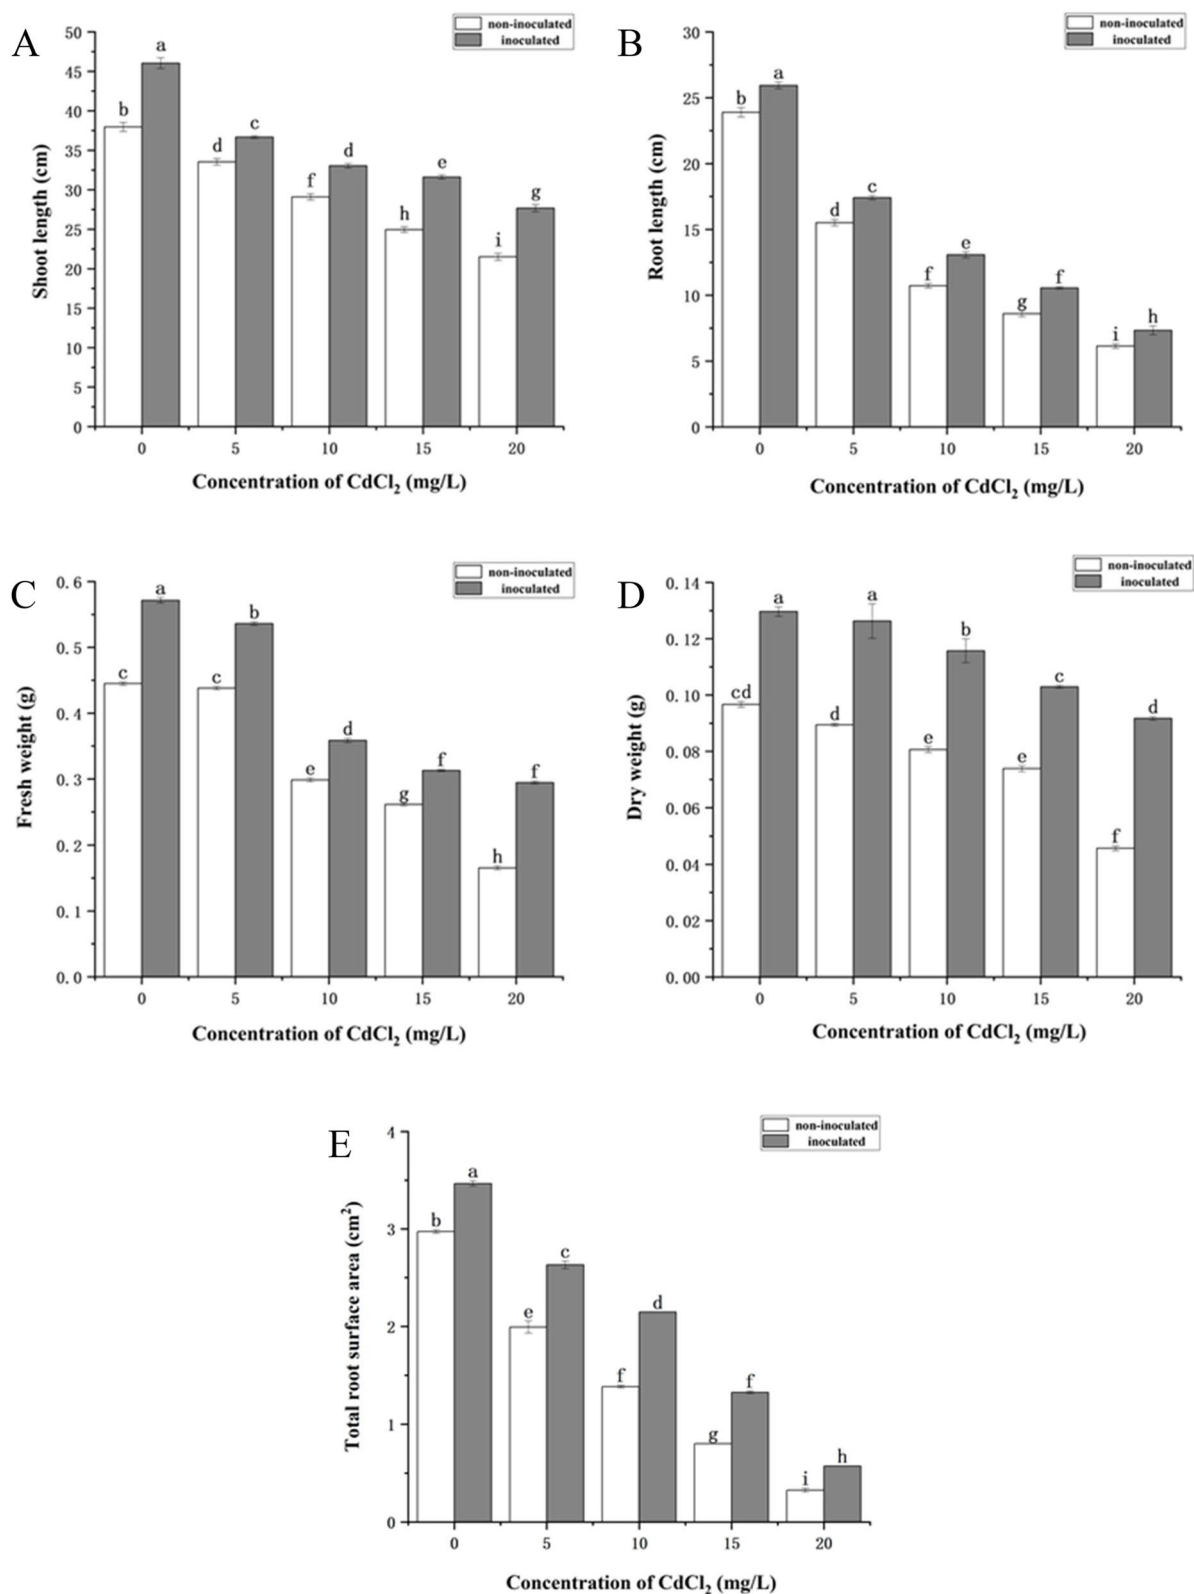 A
non-inoculated
inoculated
50
45
40
35
30
25
20
15
10
5
0
a
b
c
d
d
e
f
g
h
i
Shoot length (cm)
0 5 10 15 20
Concentration of CdCl₂ (mg/L)
B
non-inoculated
inoculated
30
25
20
15
10
5
0
a
b
c
d
e
f
f
g
h
i
Root length (cm)
0 5 10 15 20
Concentration of CdCl₂ (mg/L)
C
non-inoculated
inoculated
0.6
0.5
0.4
0.3
0.2
0.1
0.0
a
b
c
c
d
e
f
f
g
h
Fresh weight (g)
0 5 10 15 20
Concentration of CdCl₂ (mg/L)
D
non-inoculated
inoculated
0.14
0.12
0.10
0.08
0.06
0.04
0.02
0.00
a
a
b
c
cd
d
d
e
e
f
Dry weight (g)
0 5 10 15 20
Concentration of CdCl₂ (mg/L)
E
non-inoculated
inoculated
4
3
2
1
0
a
b
c
d
e
f
f
g
h
i
Total root surface area (cm²)
0 5 10 15 20
Concentration of CdCl₂ (mg/L)